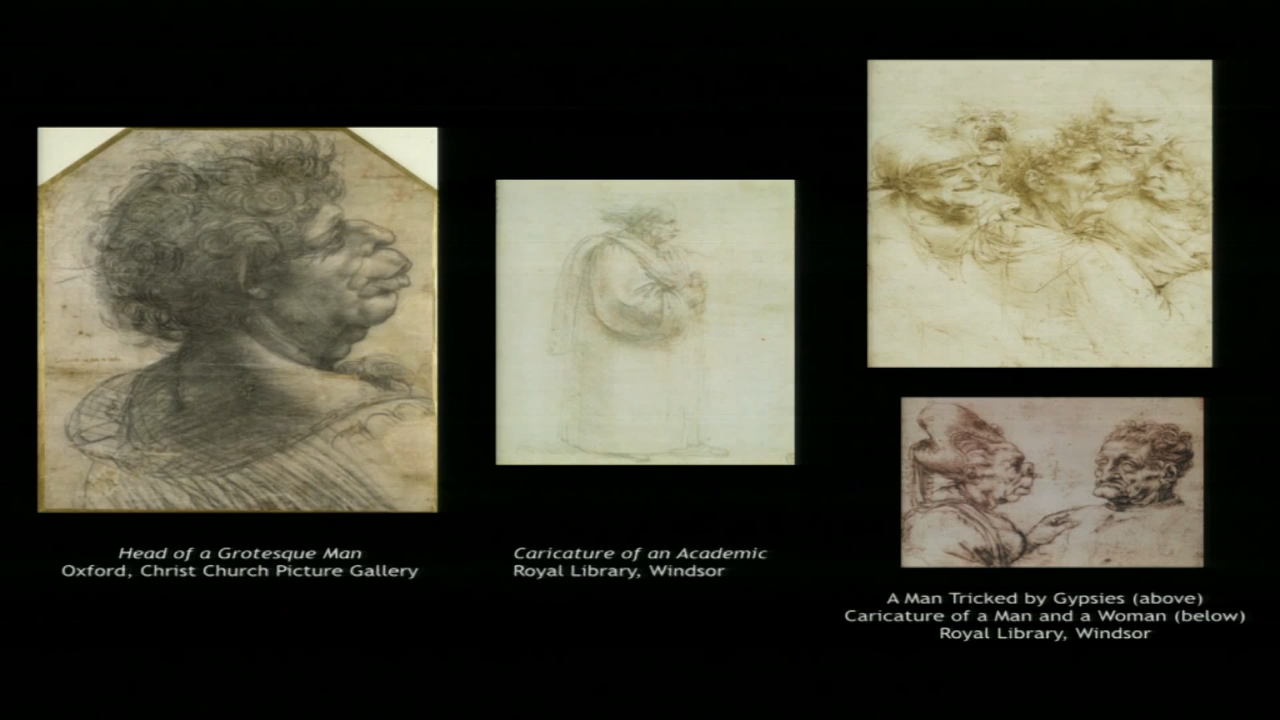 Head of a Grotesque Man
Oxford, Christ Church Picture Gallery
Caricature of an Academic
Royal Library, Windsor
A Man Tricked by Gypsies (above)
Caricature of a Man and a Woman (below)
Royal Library, Windsor